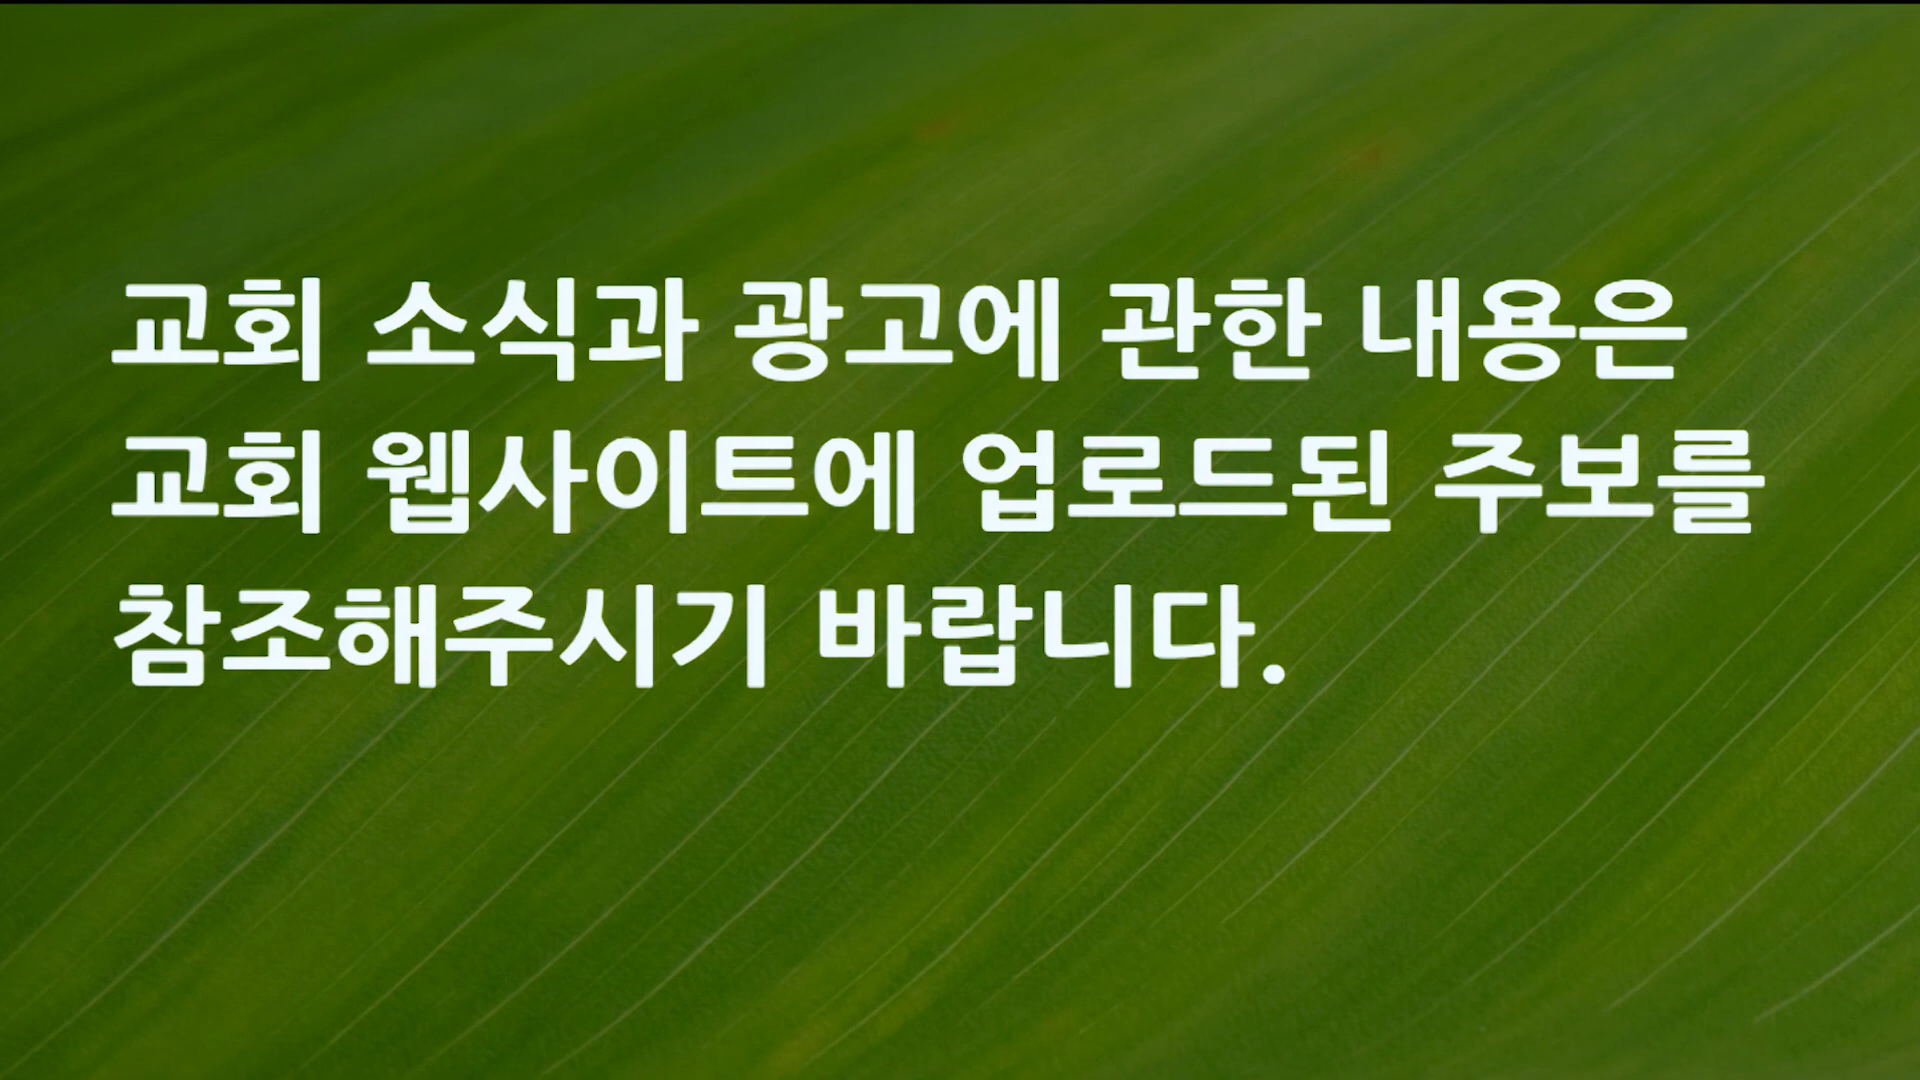 교회 소식과 광고에 관한 내용은
교회 웹사이트에 업로드된 주보를
참조해주시기 바랍니다.